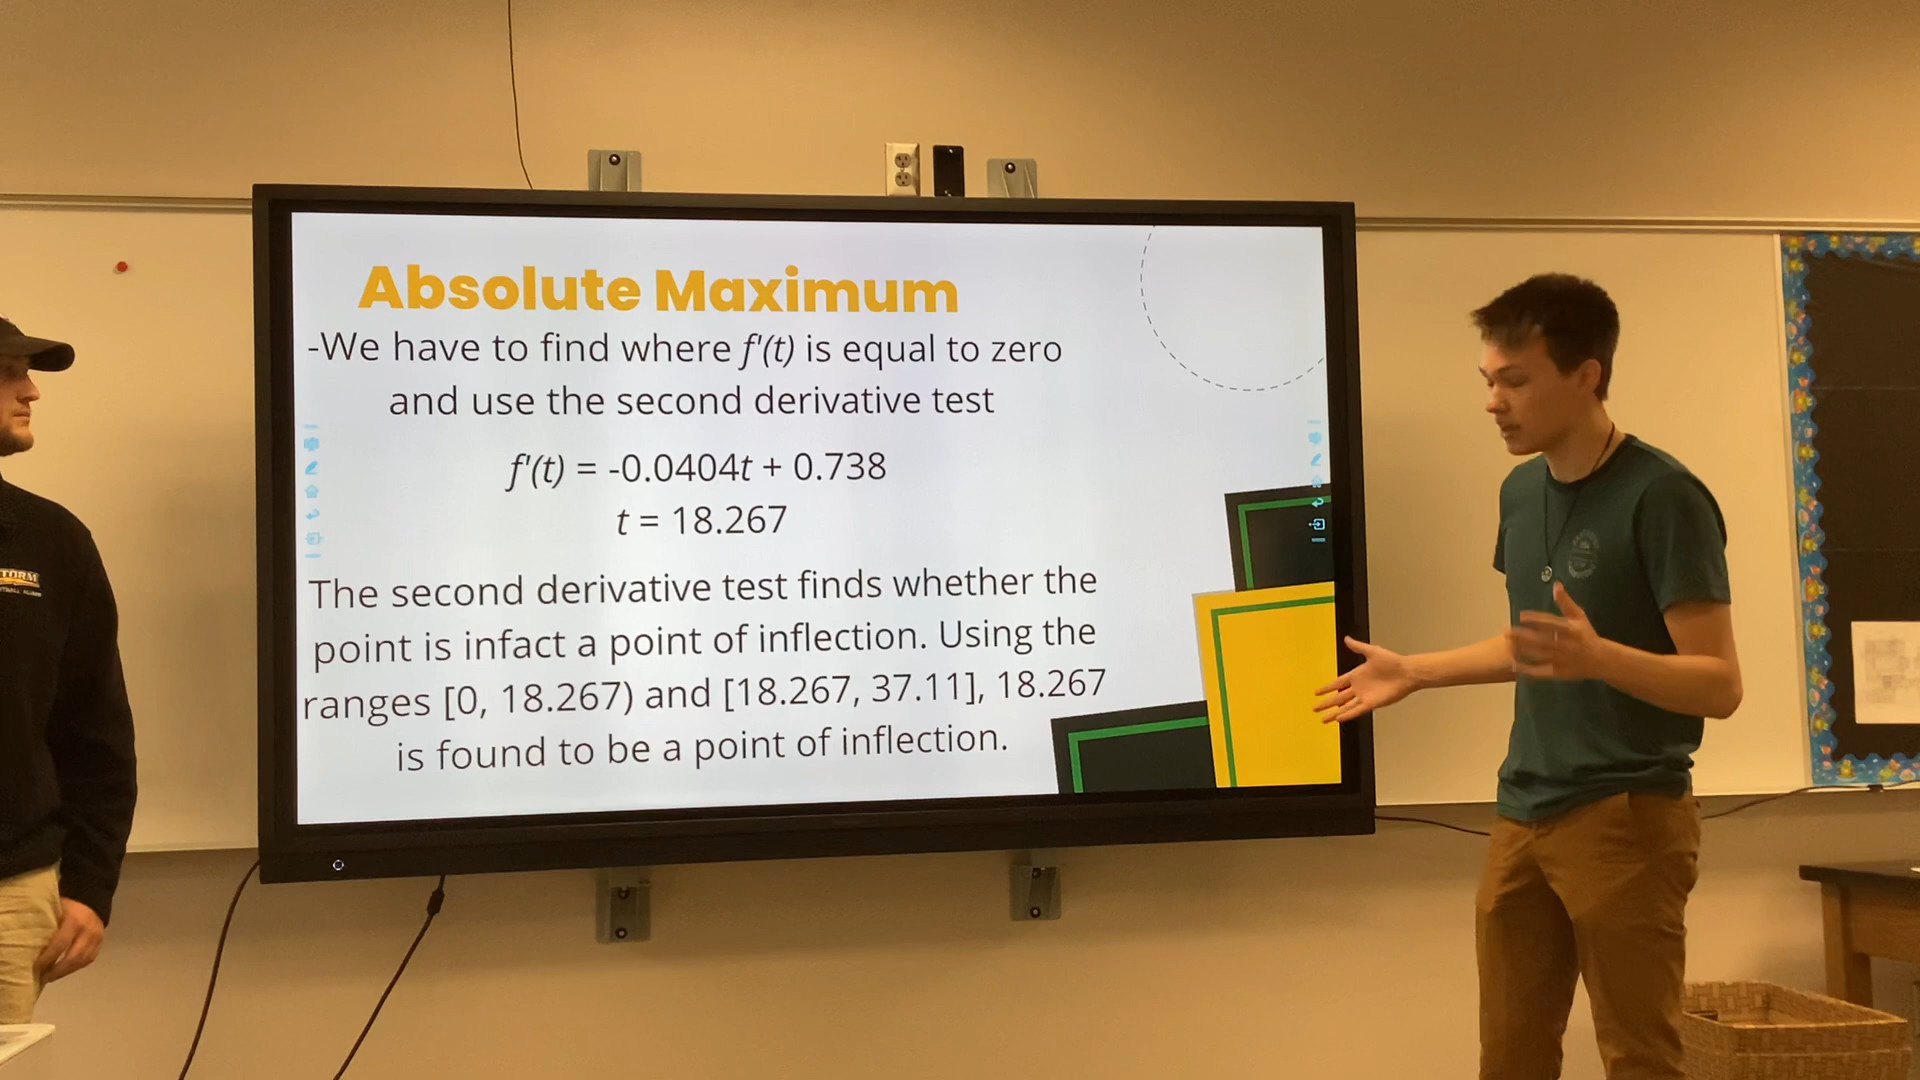 Absolute Maximum
-We have to find where f'(t) is equal to zero
and use the second derivative test
f'(t) = -0.0404t + 0.738
t = 18.267
The second derivative test finds whether the
point is infact a point of inflection. Using the
ranges [0, 18.267) and [18.267, 37.11], 18.267
is found to be a point of inflection.
TORM